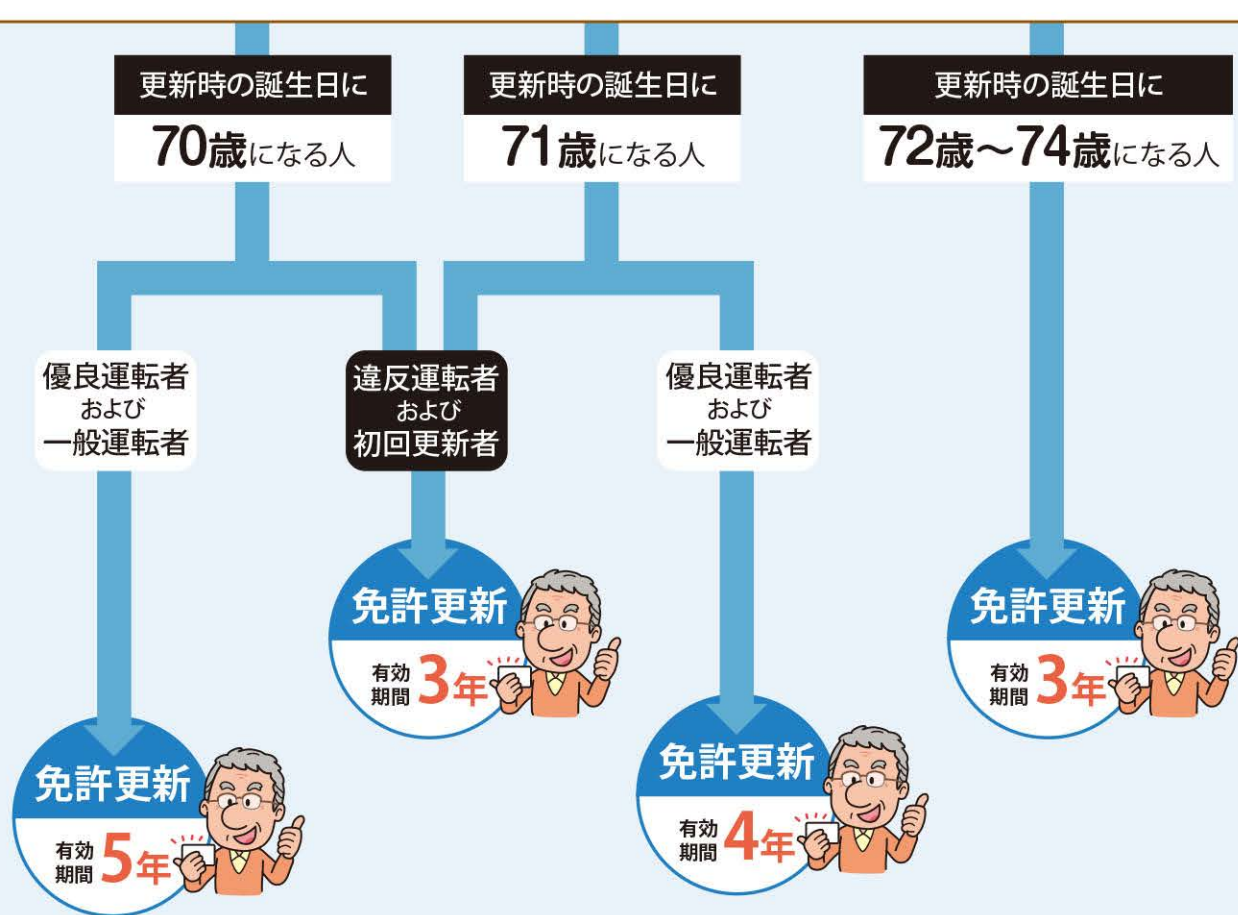 更新時の誕生日に
70歳になる人
更新時の誕生日に
71歳になる人
更新時の誕生日に
72歳～74歳になる人
優良運転者
および
一般運転者
違反運転者
および
初回更新者
優良運転者
および
一般運転者
免許更新
有効
期間
3年
免許更新
有効
期間
3年
免許更新
有効
期間
5年
免許更新
有効
期間
4年